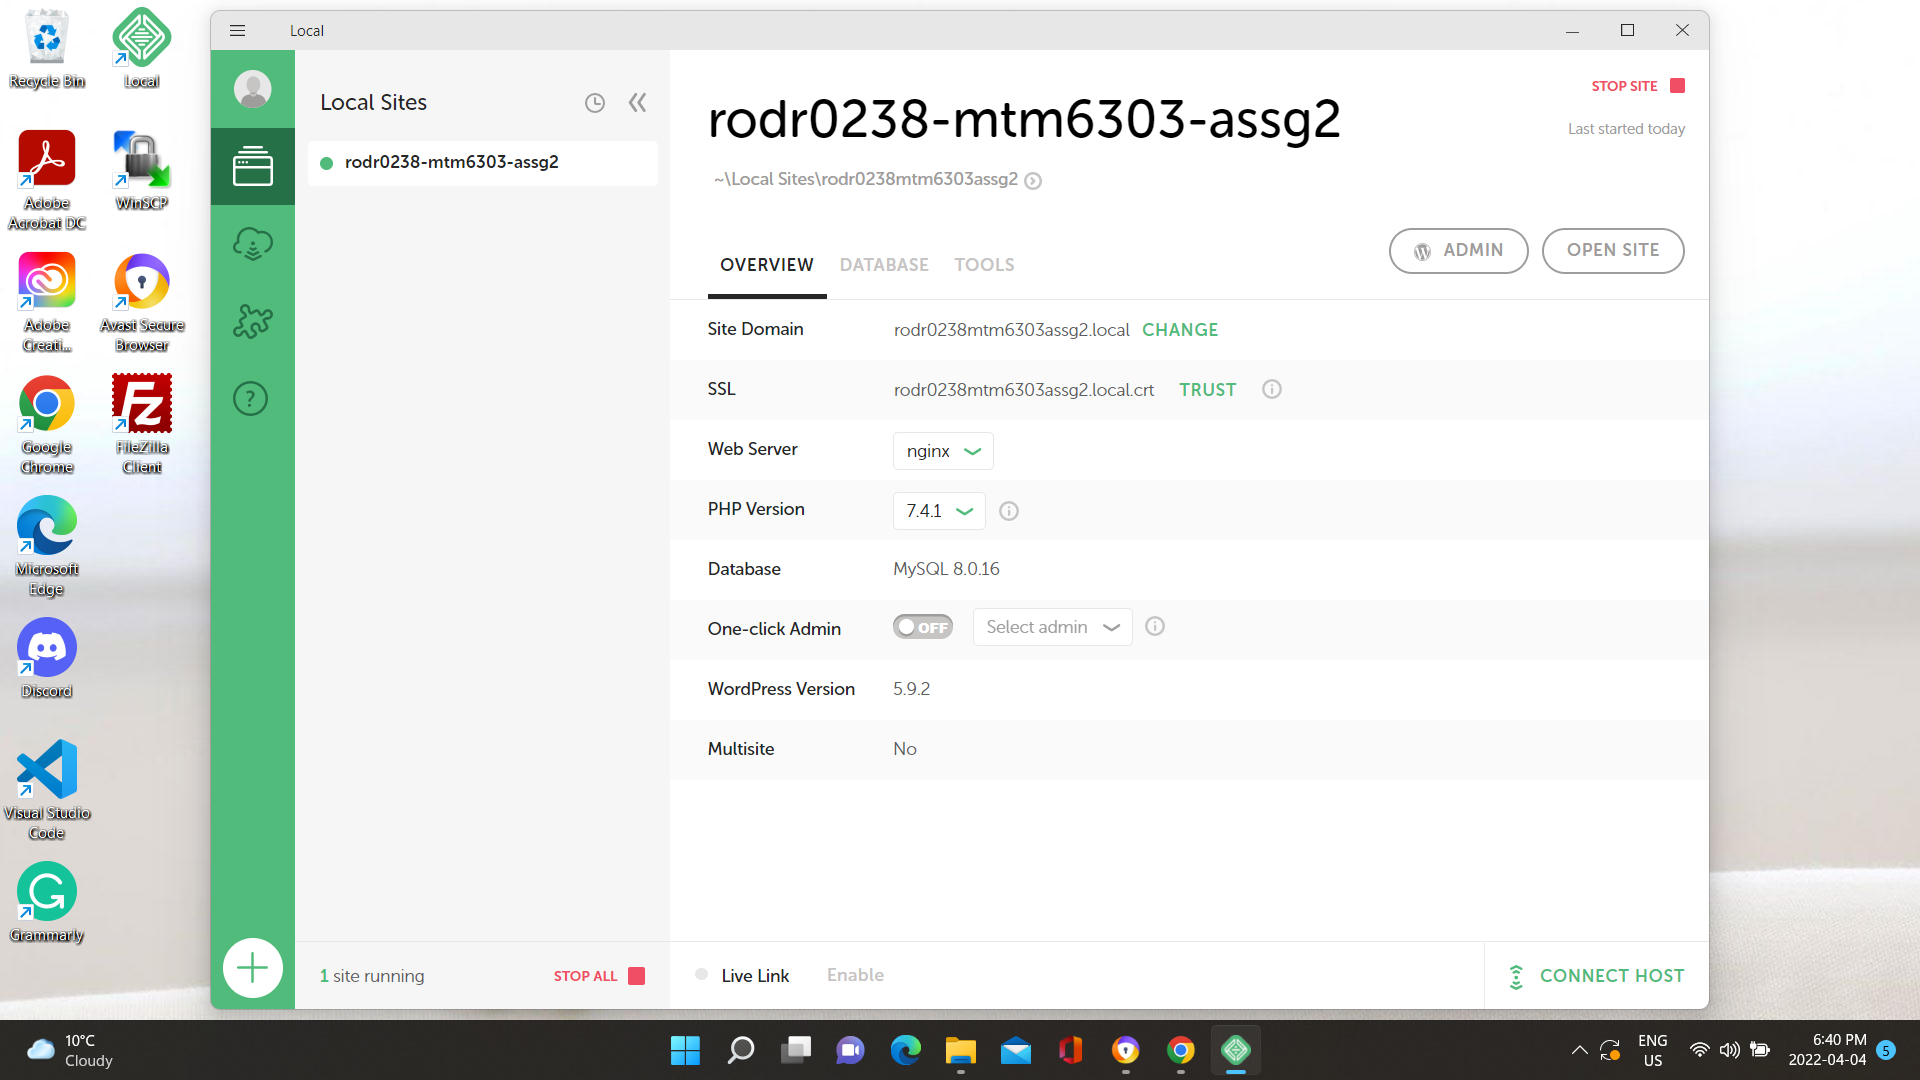 Recycle Bin
Local
Adobe
Acrobat DC
WinSCP
Adobe
Creati...
Avast Secure
Browser
Google
Chrome
FileZilla
Client
Microsoft
Edge
Discord
Visual Studio
Code
Grammarly
Local
Local Sites
rodr0238-mtm6303-assg2
1 site running
STOP ALL
rodr0238-mtm6303-assg2
STOP SITE
Last started today
~\Local Sites\rodr0238mtm6303assg2
OVERVIEW DATABASE TOOLS
ADMIN
OPEN SITE
Site Domain rodr0238mtm6303assg2.local CHANGE
SSL rodr0238mtm6303assg2.local.crt TRUST
Web Server nginx
PHP Version 7.4.1
Database MySQL 8.0.16
One-click Admin OFF Select admin
WordPress Version 5.9.2
Multisite No
Live Link Enable
CONNECT HOST
10°C
Cloudy
ENG
US
6:40 PM
2022-04-04
5